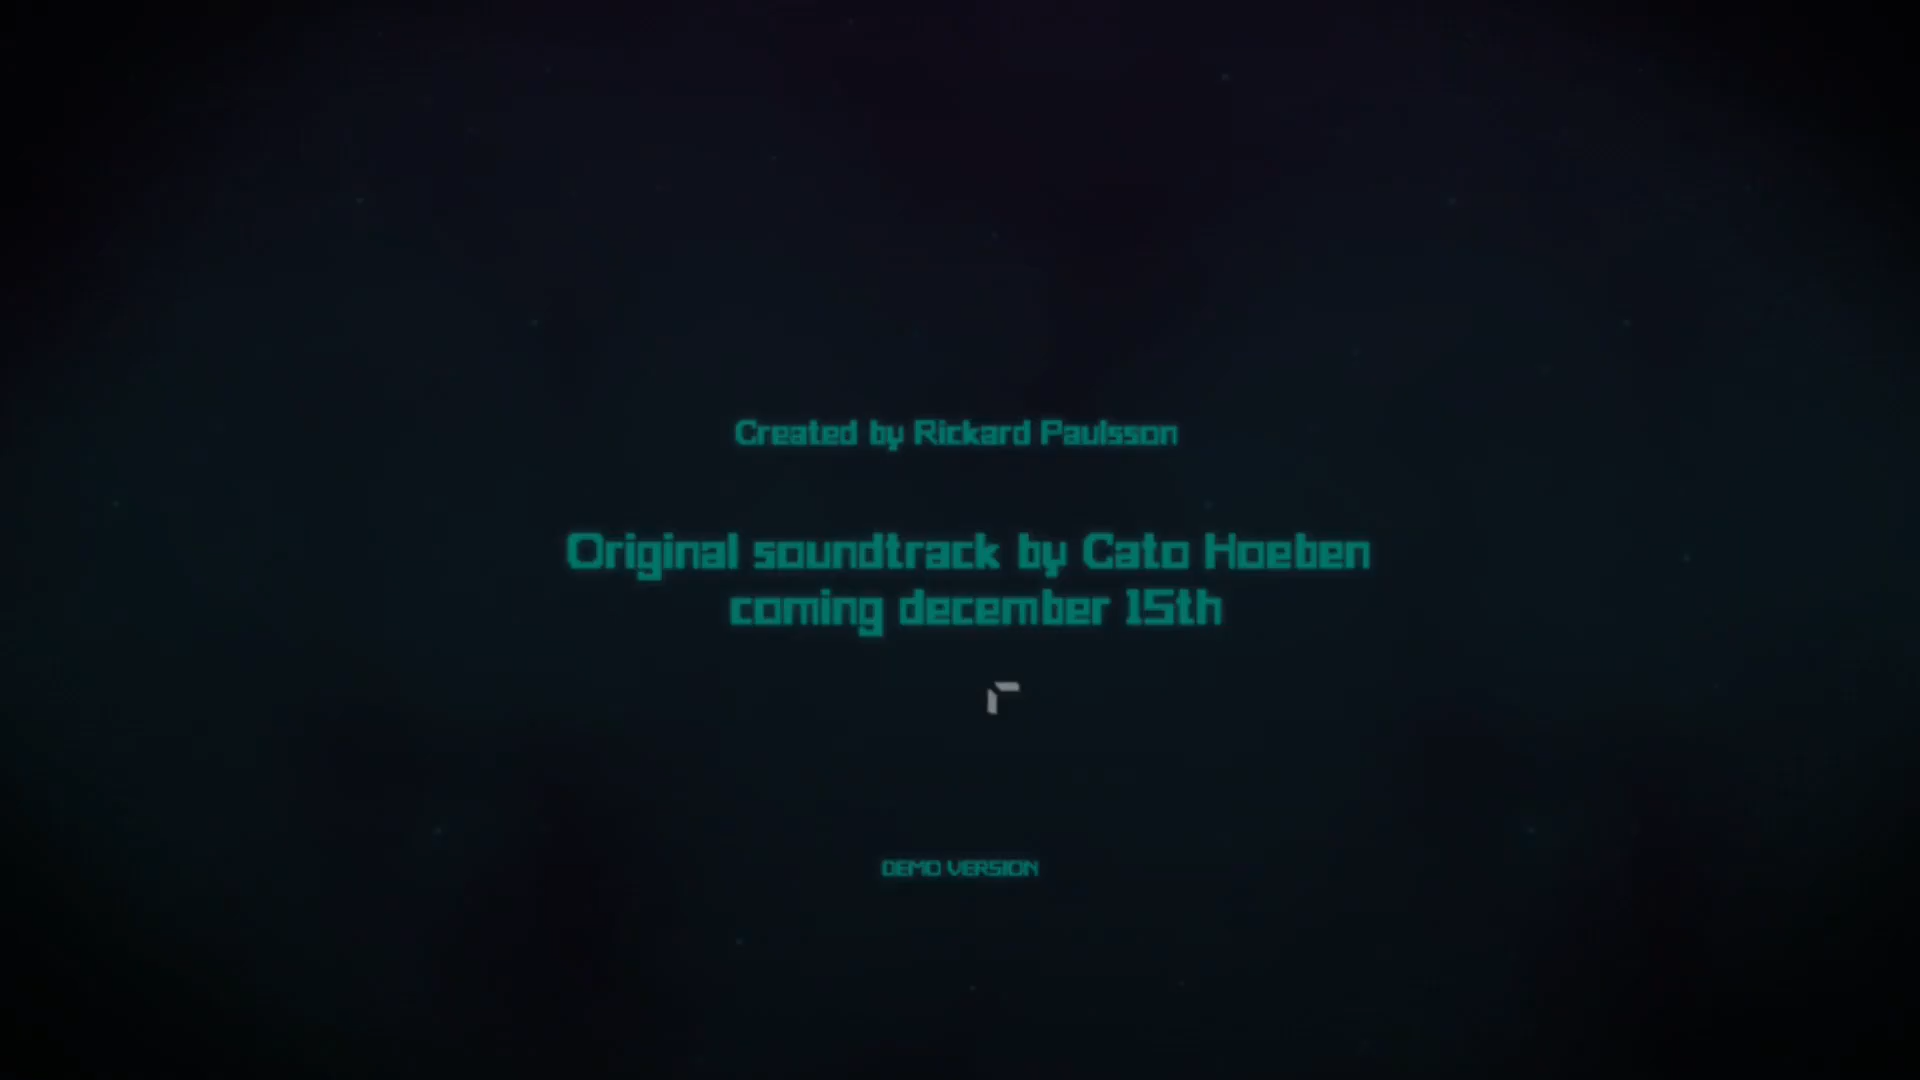 Created by Rickard Paulsson
Original soundtrack by Cato Hoeben
coming december 15th
DEMO VERSION